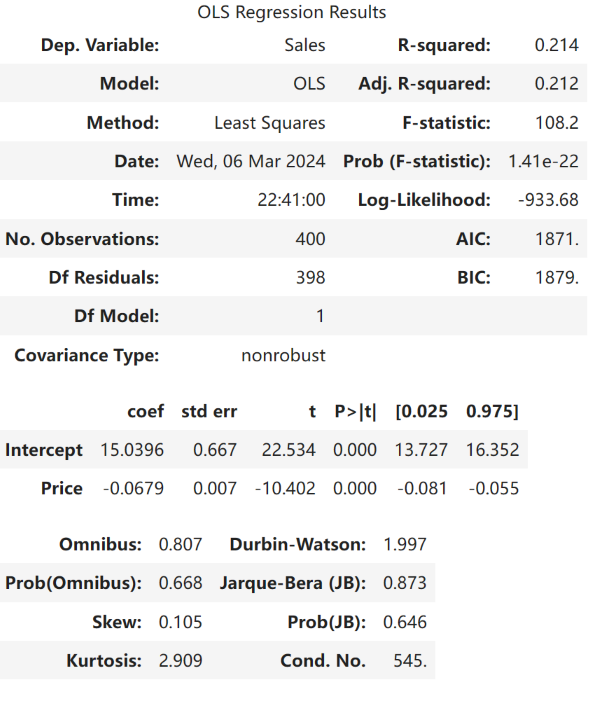 OLS Regression Results
Dep. Variable: Sales R-squared: 0.214
Model: OLS Adj. R-squared: 0.212
Method: Least Squares F-statistic: 108.2
Date: Wed, 06 Mar 2024 Prob (F-statistic): 1.41e-22
Time: 22:41:00 Log-Likelihood: -933.68
No. Observations: 400 AIC: 1871.
Df Residuals: 398 BIC: 1879.
Df Model: 1
Covariance Type: nonrobust
coef std err t P>|t| [0.025 0.975]
Intercept 15.0396 0.667 22.534 0.000 13.727 16.352
Price -0.0679 0.007 -10.402 0.000 -0.081 -0.055
Omnibus: 0.807 Durbin-Watson: 1.997
Prob(Omnibus): 0.668 Jarque-Bera (JB): 0.873
Skew: 0.105 Prob(JB): 0.646
Kurtosis: 2.909 Cond. No. 545.